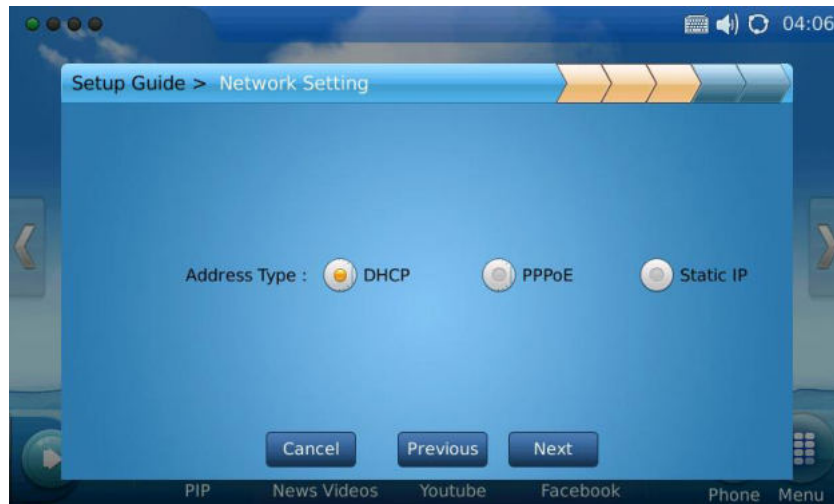 04:06
Setup Guide > Network Setting
Address Type : DHCP PPPoE Static IP
Cancel Previous Next
PIP News Videos Youtube Facebook Phone Menu